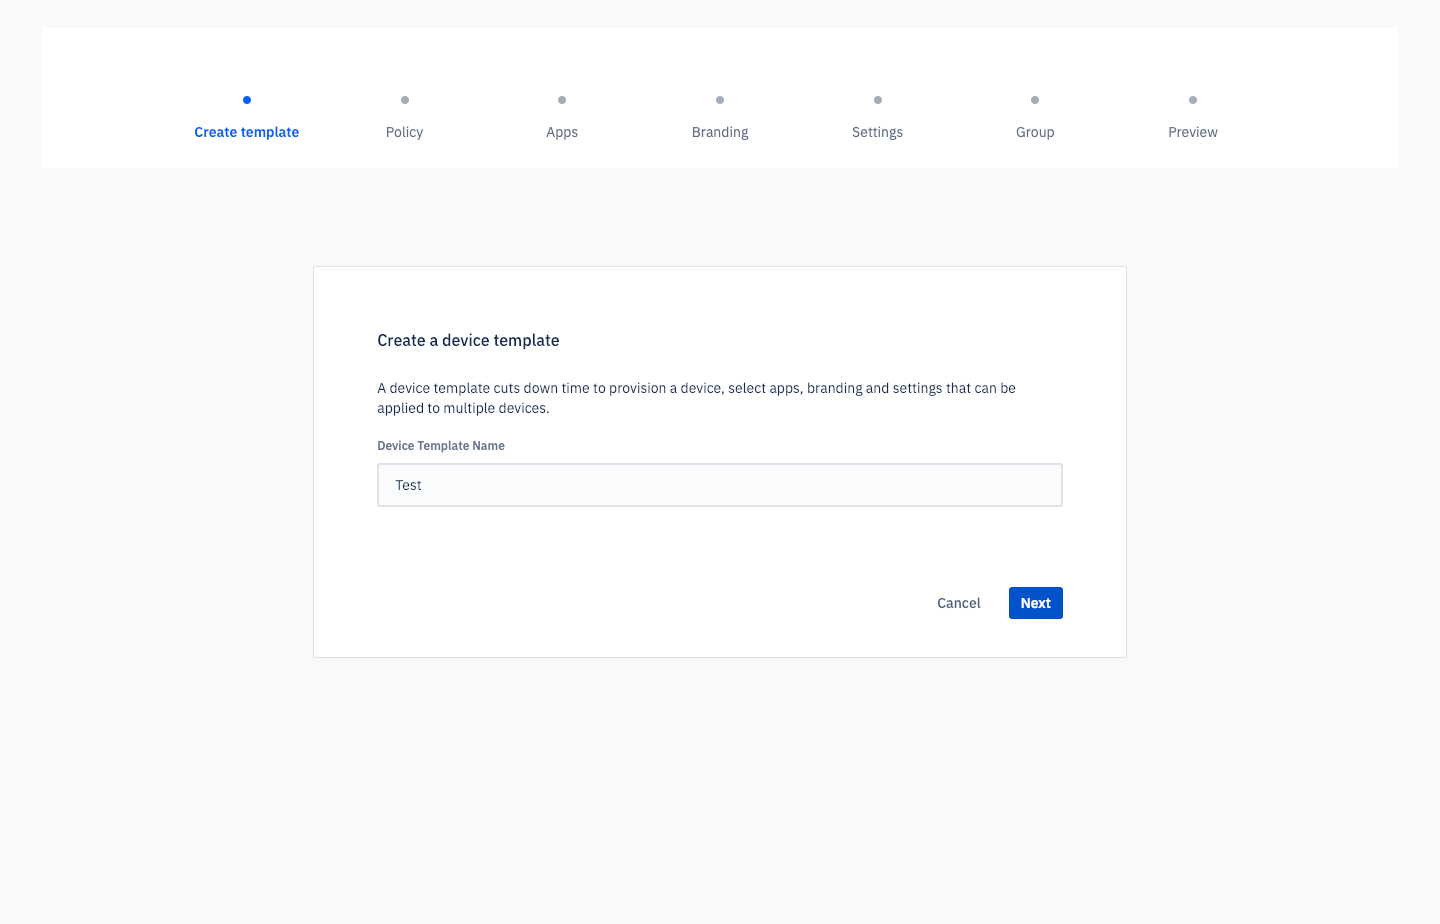 Create template
Policy
Apps
Branding
Settings
Group
Preview
Create a device template
A device template cuts down time to provision a device, select apps, branding and settings that can be
applied to multiple devices.
Device Template Name
Test
Cancel
Next